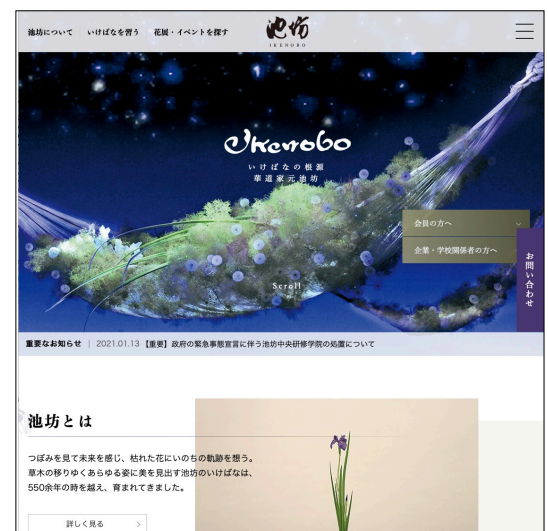 池坊について いけばなを習う 花展・イベントを探す
池坊
IKENOBO
Ikenobo
いけばなの根源
華道家元池坊
会員の方へ
企業・学校関係者の方へ
お問い合わせ
Scroll
重要なお知らせ | 2021.01.13 【重要】政府の緊急事態宣言に伴う池坊中央研修学院の処置について
池坊とは
つぼみを見て未来を感じ、枯れた花にいのちの軌跡を想う。
草木の移りゆくあらゆる姿に美を見出す池坊のいけばなは、
550余年の時を越え、育まれてきました。
詳しく見る >